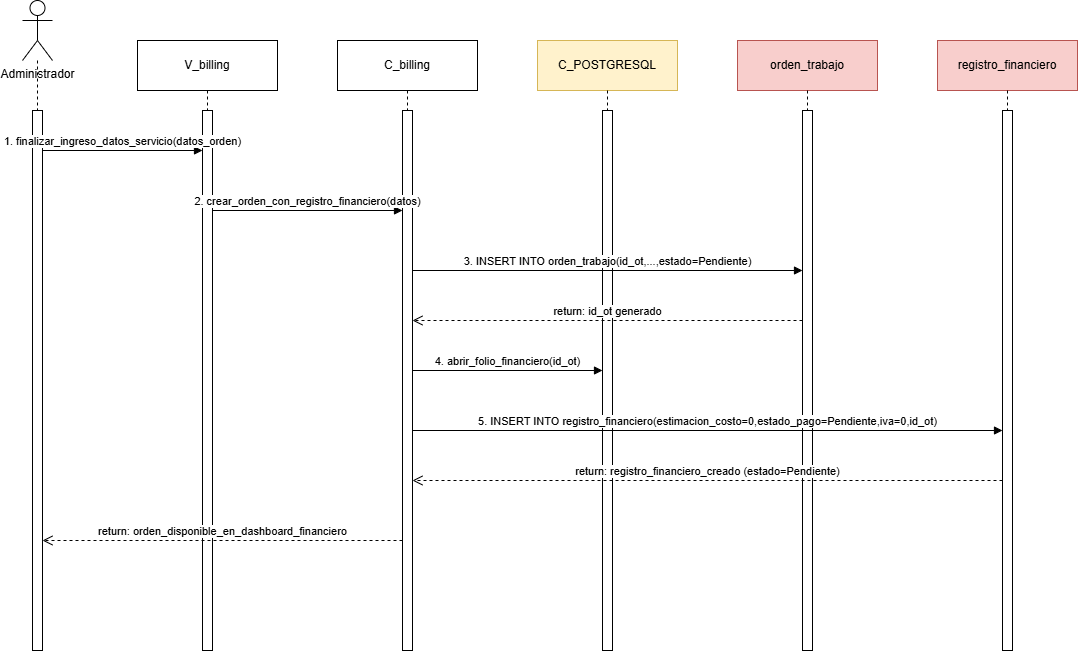 Administrador
V_billing
C_billing
C_POSTGRESQL
orden_trabajo
registro_financiero
1. finalizar_ingreso_datos_servicio(datos_orden)
2. crear_orden_con_registro_financiero(datos)
3. INSERT INTO orden_trabajo(id_ot,...,estado=Pendiente)
return: id_ot generado
4. abrir_folio_financiero(id_ot)
5. INSERT INTO registro_financiero(estimacion_costo=0,estado_pago=Pendiente,iva=0,id_ot)
return: registro_financiero_creado (estado=Pendiente)
return: orden_disponible_en_dashboard_financiero